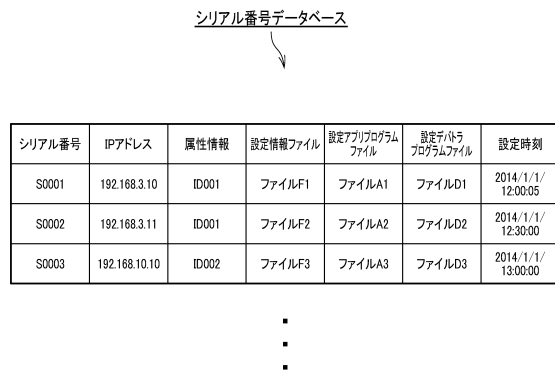 シリアル番号データベース
シリアル番号 IPアドレス 属性情報 設定情報ファイル 設定アプリプログラムファイル 設定デバトラプログラムファイル 設定時刻
S0001 192.168.3.10 ID001 ファイルF1 ファイルA1 ファイルD1 2014/1/1/ 12:00:05
S0002 192.168.3.11 ID001 ファイルF2 ファイルA2 ファイルD2 2014/1/1/ 12:30:00
S0003 192.168.10.10 ID002 ファイルF3 ファイルA3 ファイルD3 2014/1/1/ 13:00:00